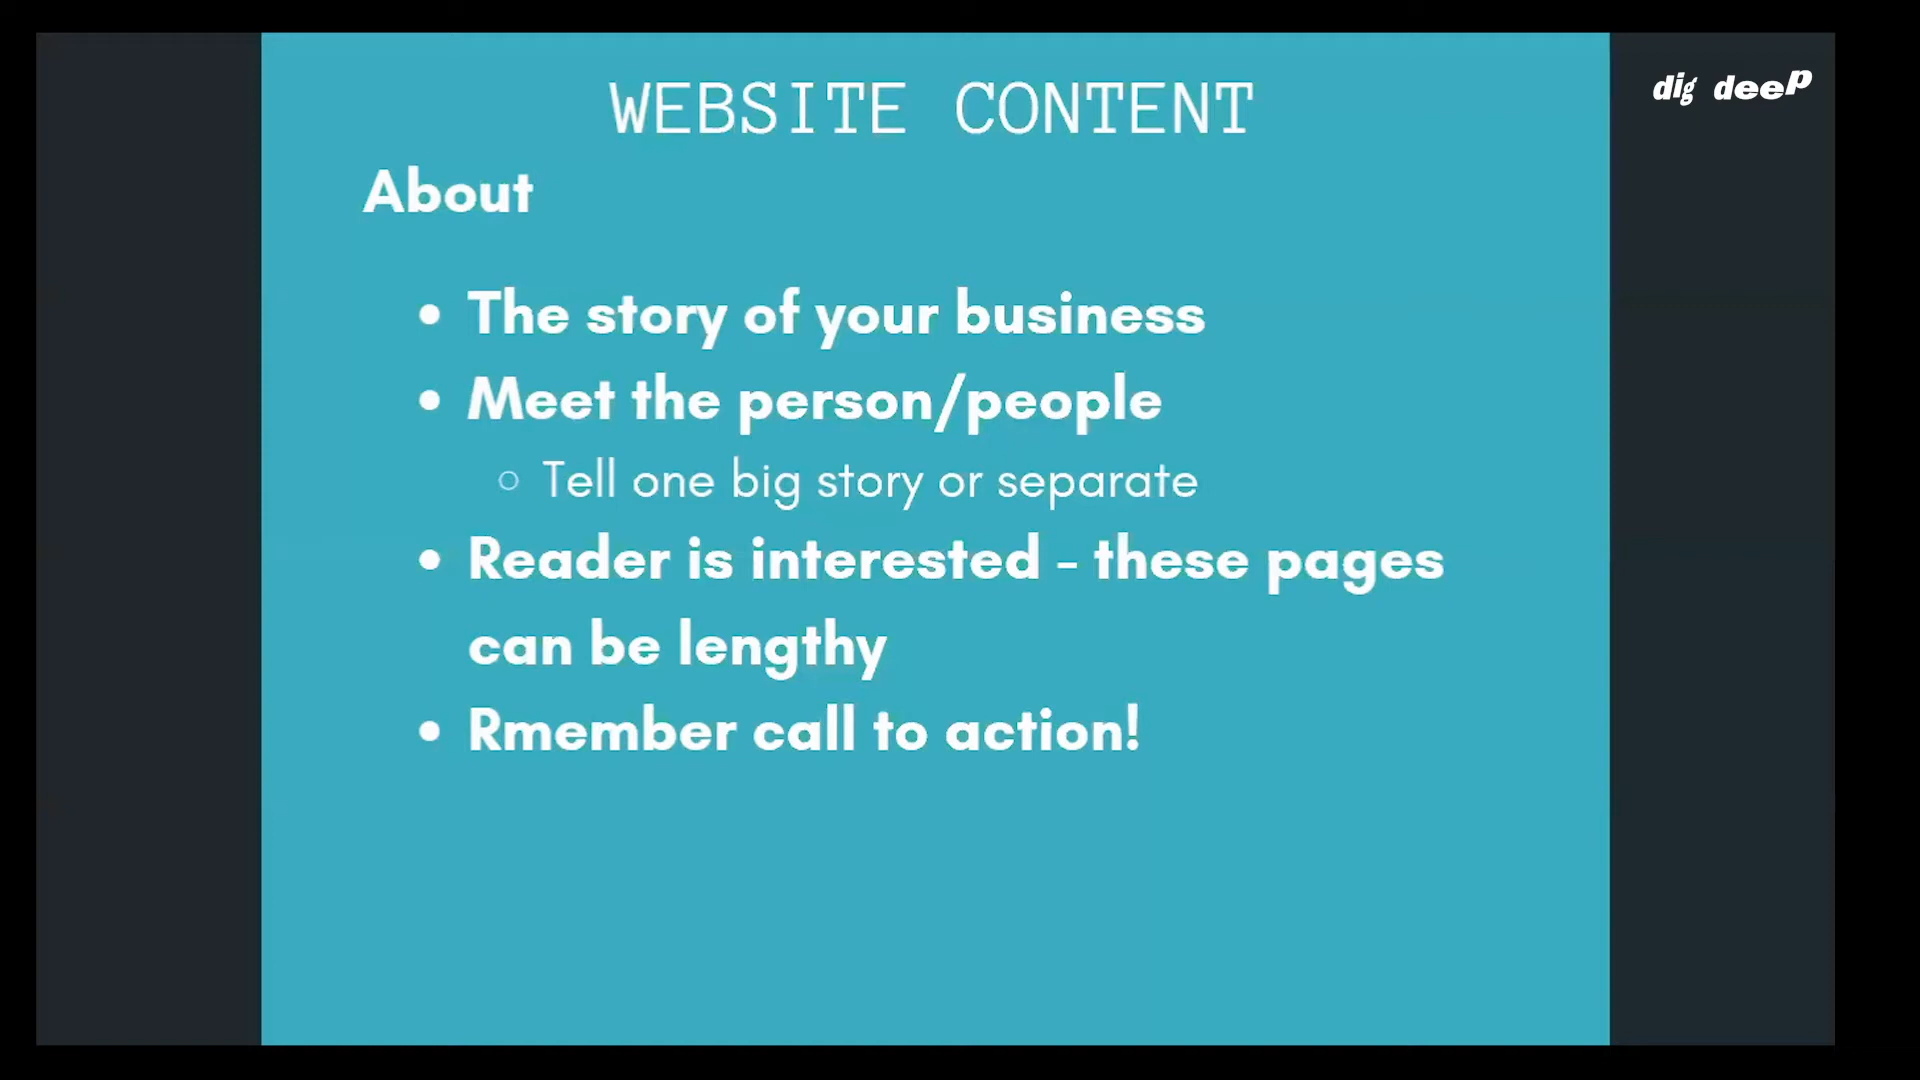 WEBSITE CONTENT
dig deep
About
• The story of your business
• Meet the person/people
○ Tell one big story or separate
• Reader is interested - these pages
can be lengthy
• Rmember call to action!